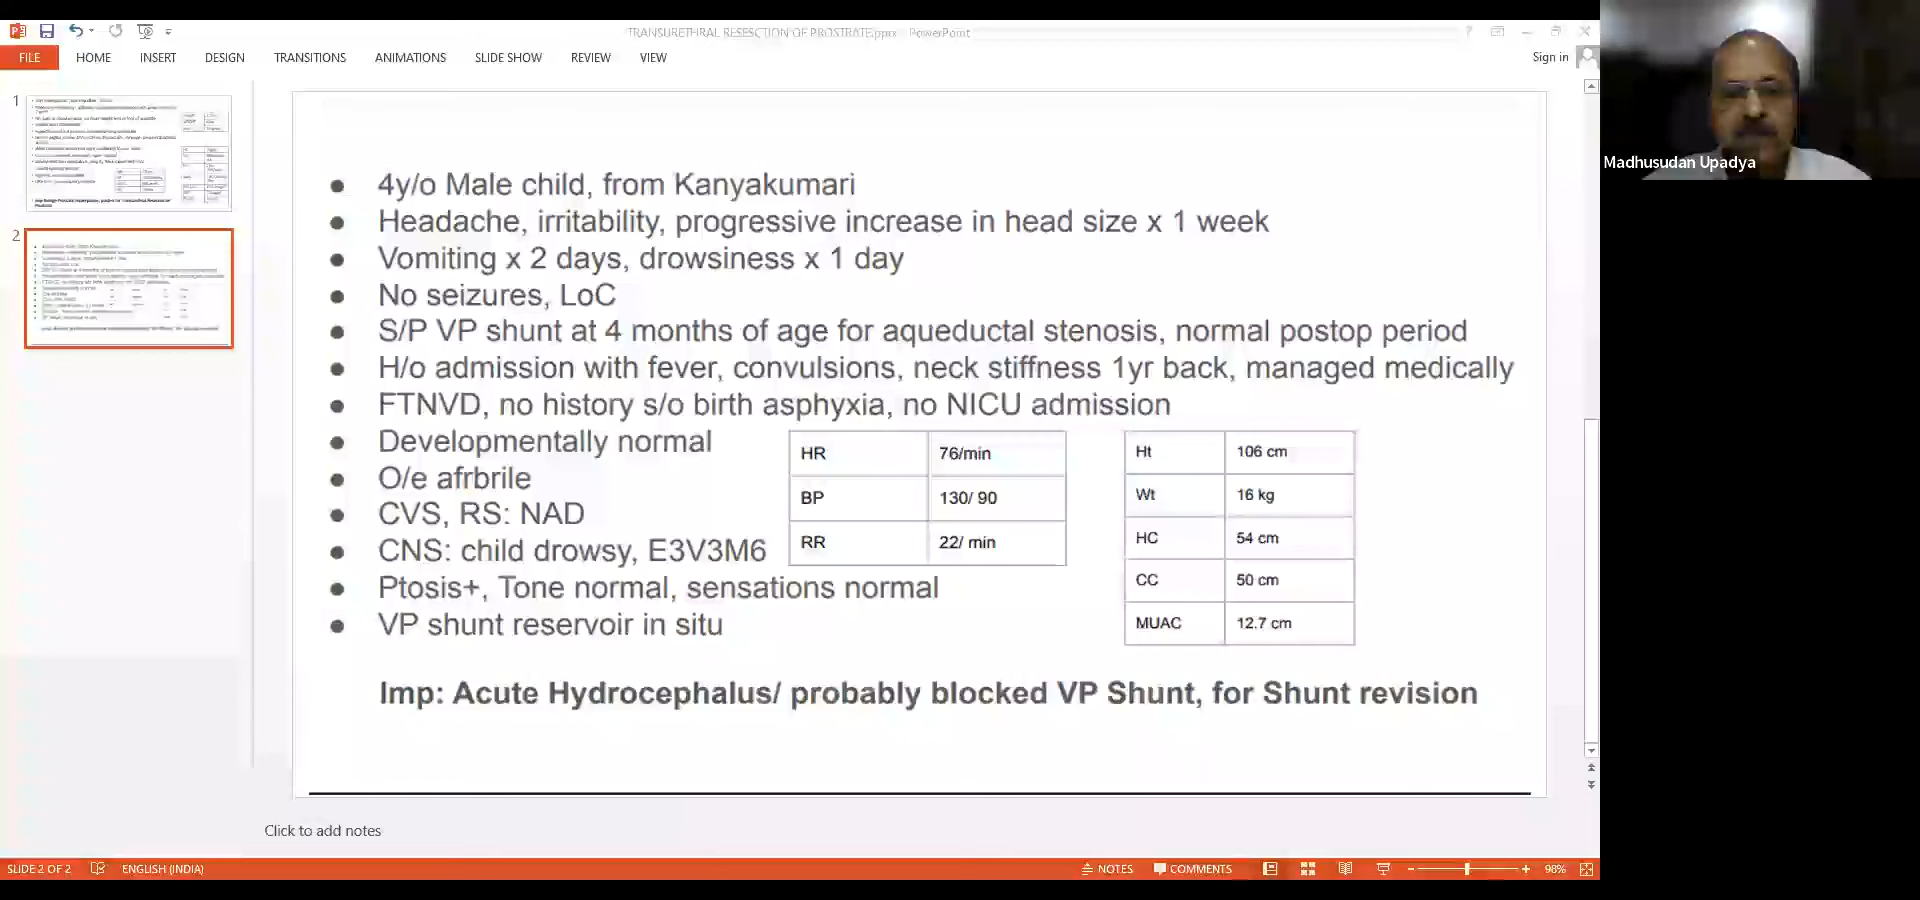 TRANSURETHRAL RESESCTION OF PROSTRATE.pptx - PowerPoint
FILE HOME INSERT DESIGN TRANSITIONS ANIMATIONS SLIDE SHOW REVIEW VIEW Sign in
Madhusudan Upadya
1
2
● 4y/o Male child, from Kanyakumari
● Headache, irritability, progressive increase in head size x 1 week
● Vomiting x 2 days, drowsiness x 1 day
● No seizures, LoC
● S/P VP shunt at 4 months of age for aqueductal stenosis, normal postop period
● H/o admission with fever, convulsions, neck stiffness 1yr back, managed medically
● FTNVD, no history s/o birth asphyxia, no NICU admission
● Developmentally normal
● O/e afrbrile
● CVS, RS: NAD
● CNS: child drowsy, E3V3M6
● Ptosis+, Tone normal, sensations normal
● VP shunt reservoir in situ
HR 76/min
BP 130/ 90
RR 22/ min
Ht 106 cm
Wt 16 kg
HC 54 cm
CC 50 cm
MUAC 12.7 cm
Imp: Acute Hydrocephalus/ probably blocked VP Shunt, for Shunt revision
Click to add notes
SLIDE 2 OF 2 ENGLISH (INDIA) NOTES COMMENTS 98%